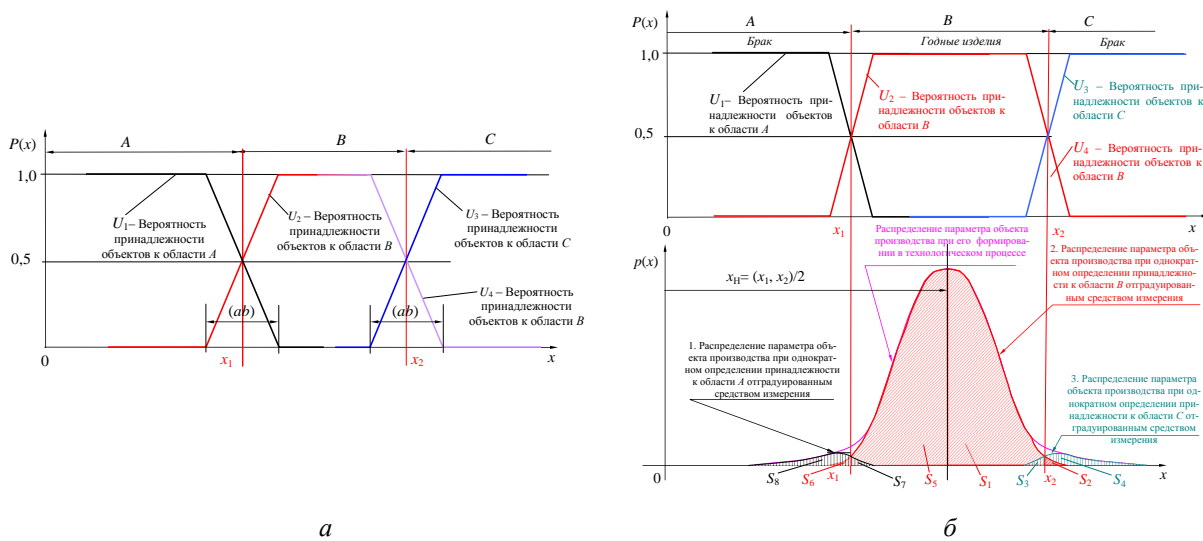 P(x)
A
B
C
1,0
U1– Вероятность
принадлежности
объектов к области A
U2 – Вероятность
принадлежности
объектов к области B
U3 – Вероятность
принадлежности
объектов к области C
0,5
U4 – Вероятность
принадлежности
объектов к области B
(ab)
(ab)
0
x1
x2
x
а
A
B
C
P(x)
Брак
Годные изделия
Брак
1,0
U1– Вероятность при-
надлежности объектов
к области A
U2 – Вероятность при-
надлежности объектов к
области B
U3 – Вероятность при-
надлежности объектов к
области C
0,5
U4 – Вероятность
при-
надлежности объектов к
области B
0
x1
x2
x
Распределение параметра объекта
производства при его формирова-
нии в технологическом процессе
p(x)
xН= (x1, x2)/2
2. Распределение параметра объ-
екта производства при однократ-
ном определении принадлежно-
сти к области B отградуирован-
ным средством измерения
1. Распределение параметра объ-
екта производства при однократ-
ном определении принадлежности
к области A отградуированным
средством измерения
3. Распределение параметра
объекта производства при од-
нократном определении при-
надлежности к области C от-
градуированным средством
измерения
0
S8
S6
x1
S7
S5
S1
S3
x2
S2
S4
x
б